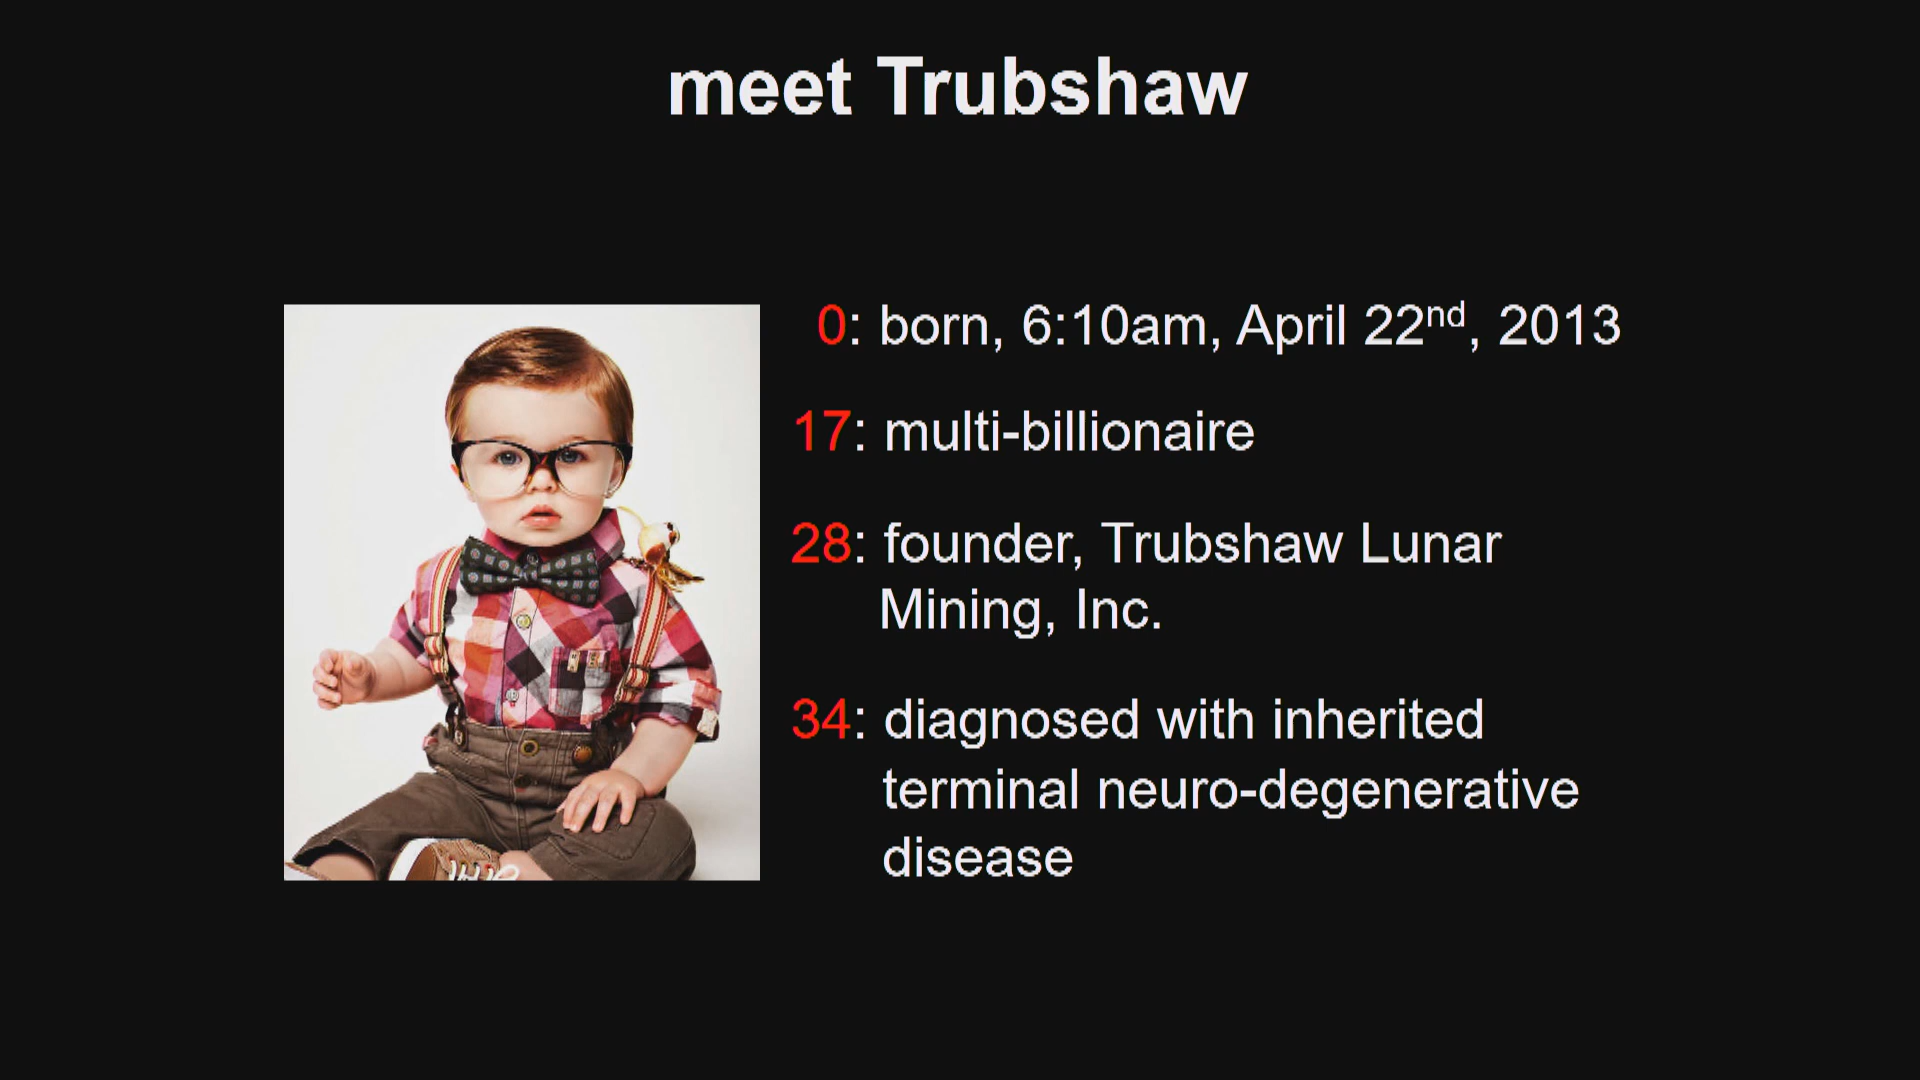 meet Trubshaw
0: born, 6:10am, April 22nd, 2013
17: multi-billionaire
28: founder, Trubshaw Lunar
Mining, Inc.
34: diagnosed with inherited
terminal neuro-degenerative
disease